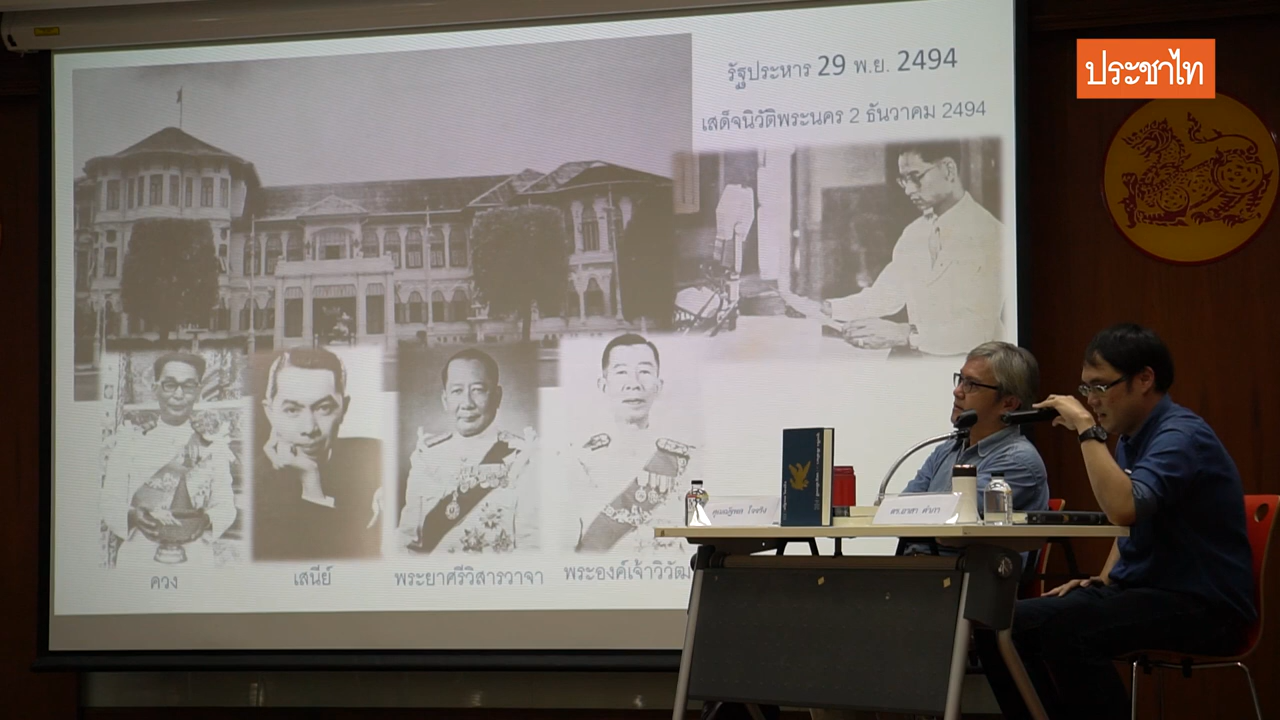 รัฐประหาร 29 พ.ย. 2494
เสด็จนิวัติพระนคร 2 ธันวาคม 2494
ประชาไท
ควง
เสนีย์
พระยาศรีวิสารวาจา
พระองค์เจ้าวิวัฒ